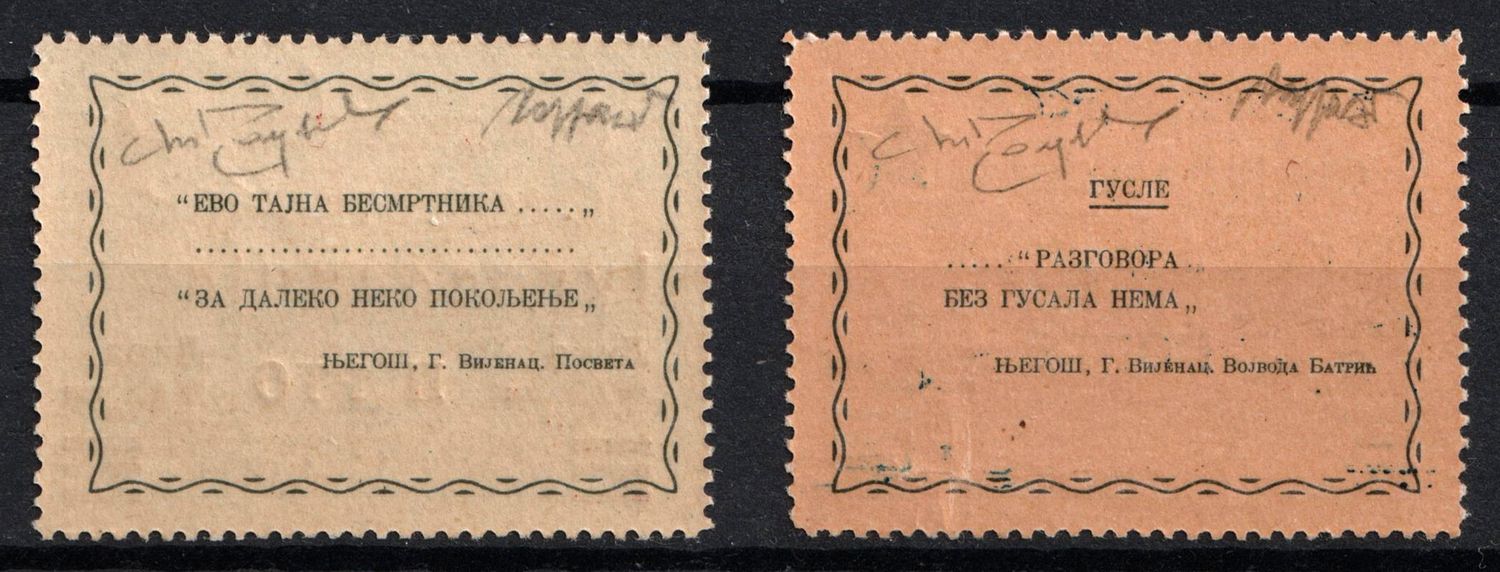 “ЕВО ТАЈНА БЕСМРТНИКА .....„
................................
“ЗА ДАЛЕКО НЕКО ПОКОЉЕЊЕ„
ЊЕГОШ, Г. Вијенац. Посвета
ГУСЛЕ
..... “РАЗГОВОРА
БЕЗ ГУСАЛА НЕМА„
ЊЕГОШ, Г. Вијенац. Војвода Батрић